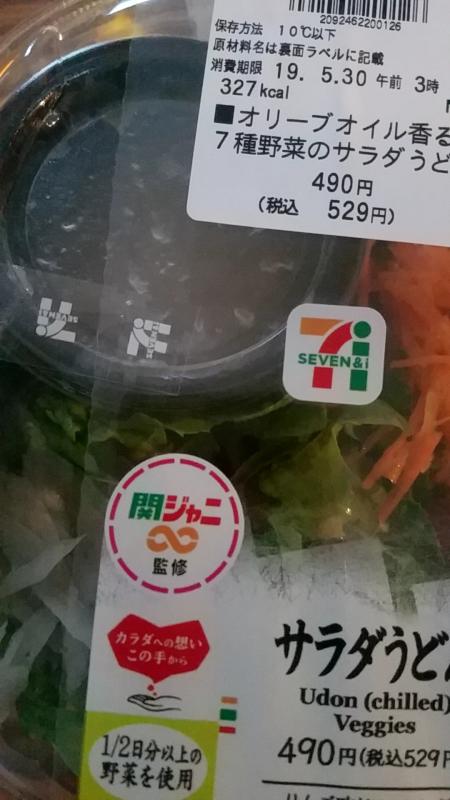 2092462200126
保存方法 10℃以下
原材料名は裏面ラベルに記載
消費期限 19. 5.30 午前 3時
327kcal
■オリーブオイル香る
7種野菜のサラダうど
490円
(税込 529円)
SEVEN&i
関ジャニ
∞
監修
カラダへの想い
この手から
サラダうど
Udon (chilled)
Veggies
490円(税込529円
1/2日分以上の
野菜を使用